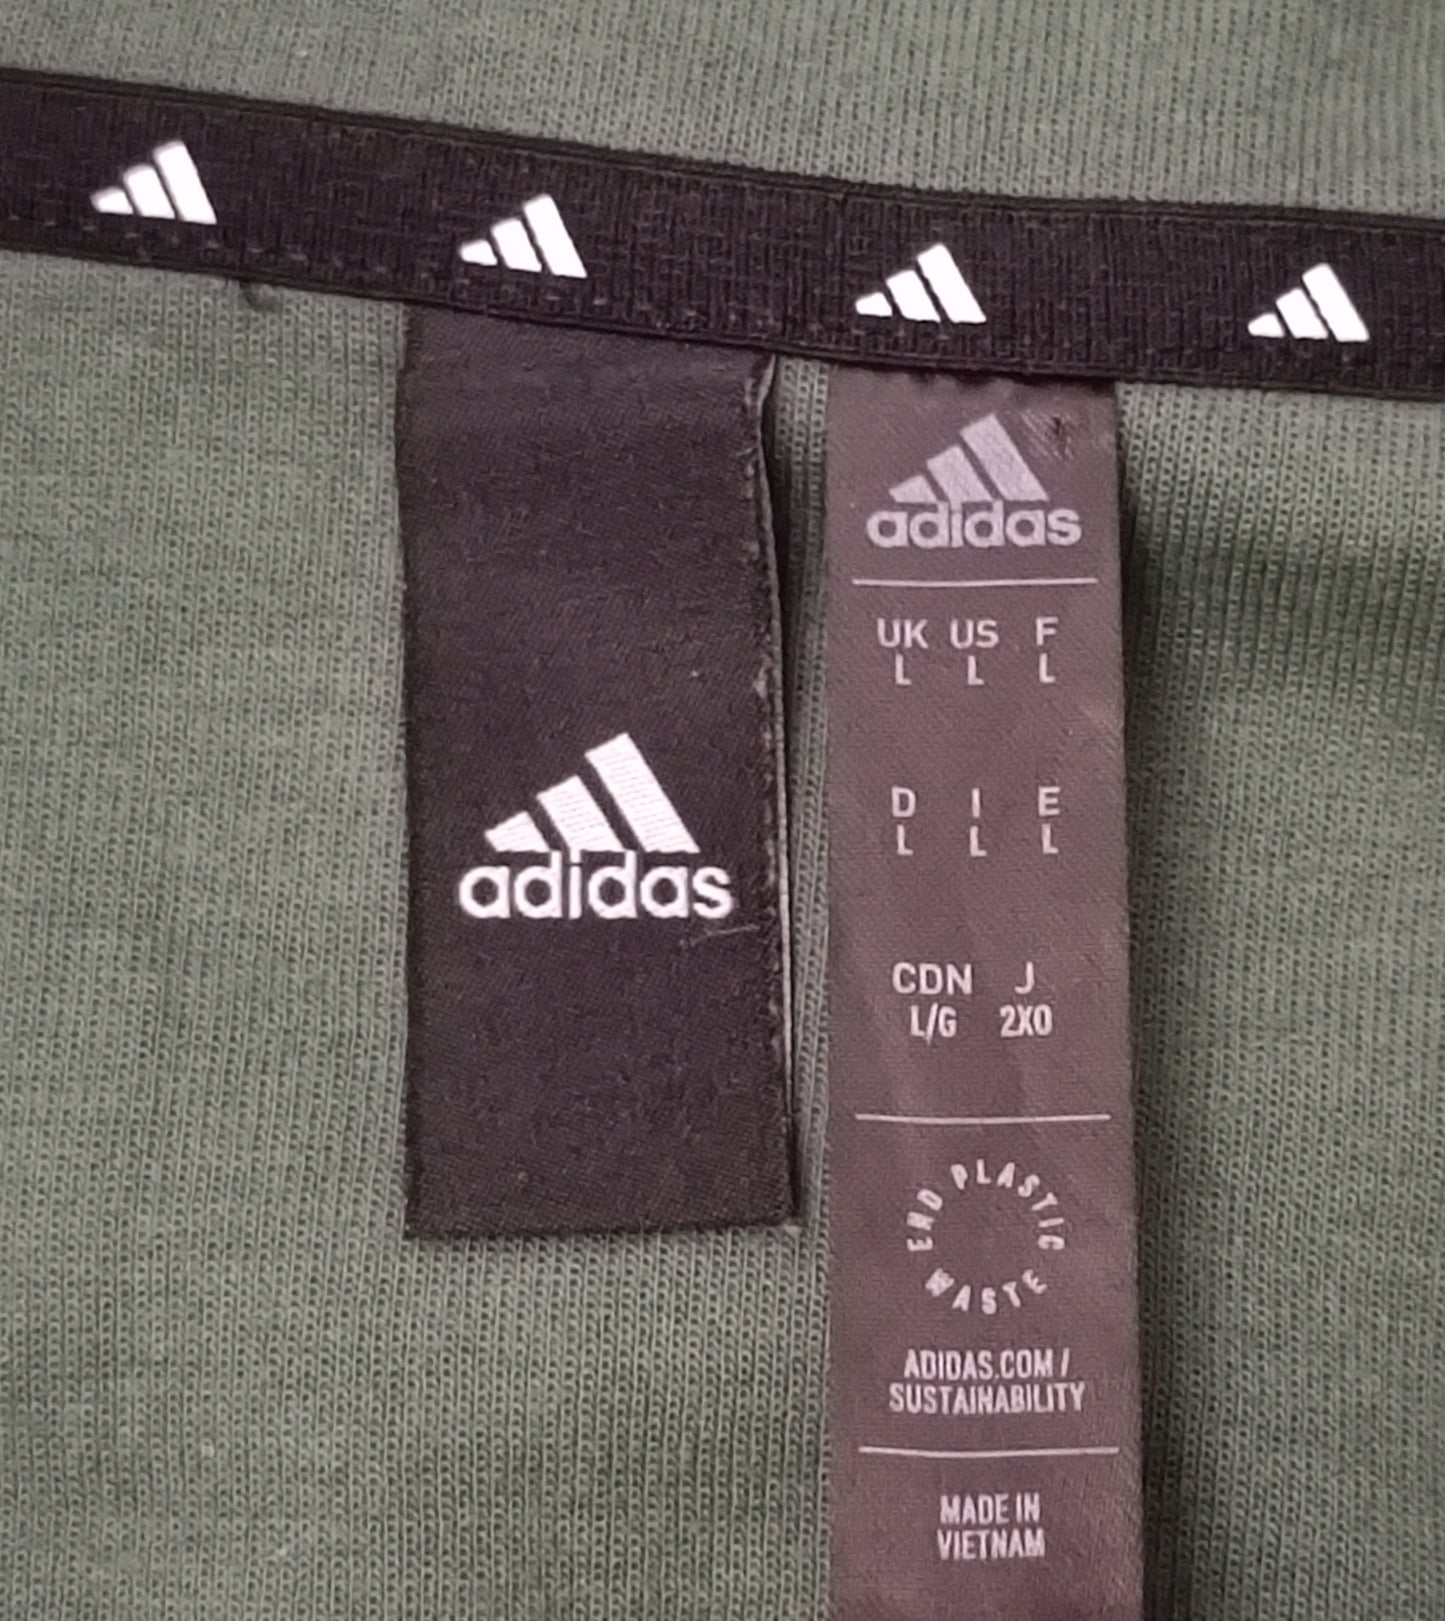 adidas
adidas
UK US F
L L L
D I E
L L L
CDN J
L/G 2XO
END PLASTIC WASTE
ADIDAS.COM/
SUSTAINABILITY
MADE IN
VIETNAM